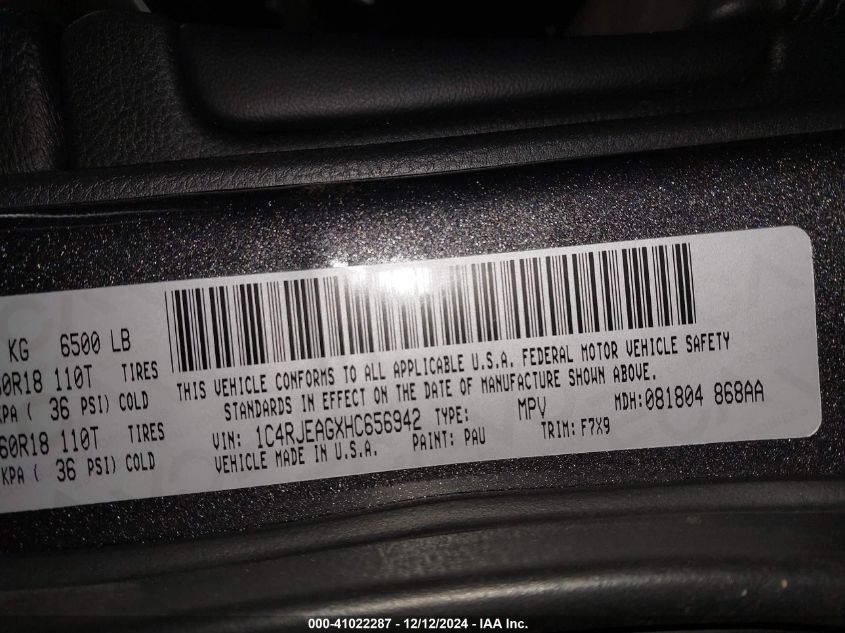 KG 6500 LB
60R18 110T TIRES
KPA ( 36 PSI) COLD
60R18 110T TIRES
KPA ( 36 PSI) COLD
THIS VEHICLE CONFORMS TO ALL APPLICABLE U.S.A. FEDERAL MOTOR VEHICLE SAFETY
STANDARDS IN EFFECT ON THE DATE OF MANUFACTURE SHOWN ABOVE.
VIN: 1C4RJEAGXHC656942 TYPE: MPV MDH:081804 868AA
VEHICLE MADE IN U.S.A. PAINT: PAU TRIM: F7X9
000-41022287 - 12/12/2024 - IAA Inc.